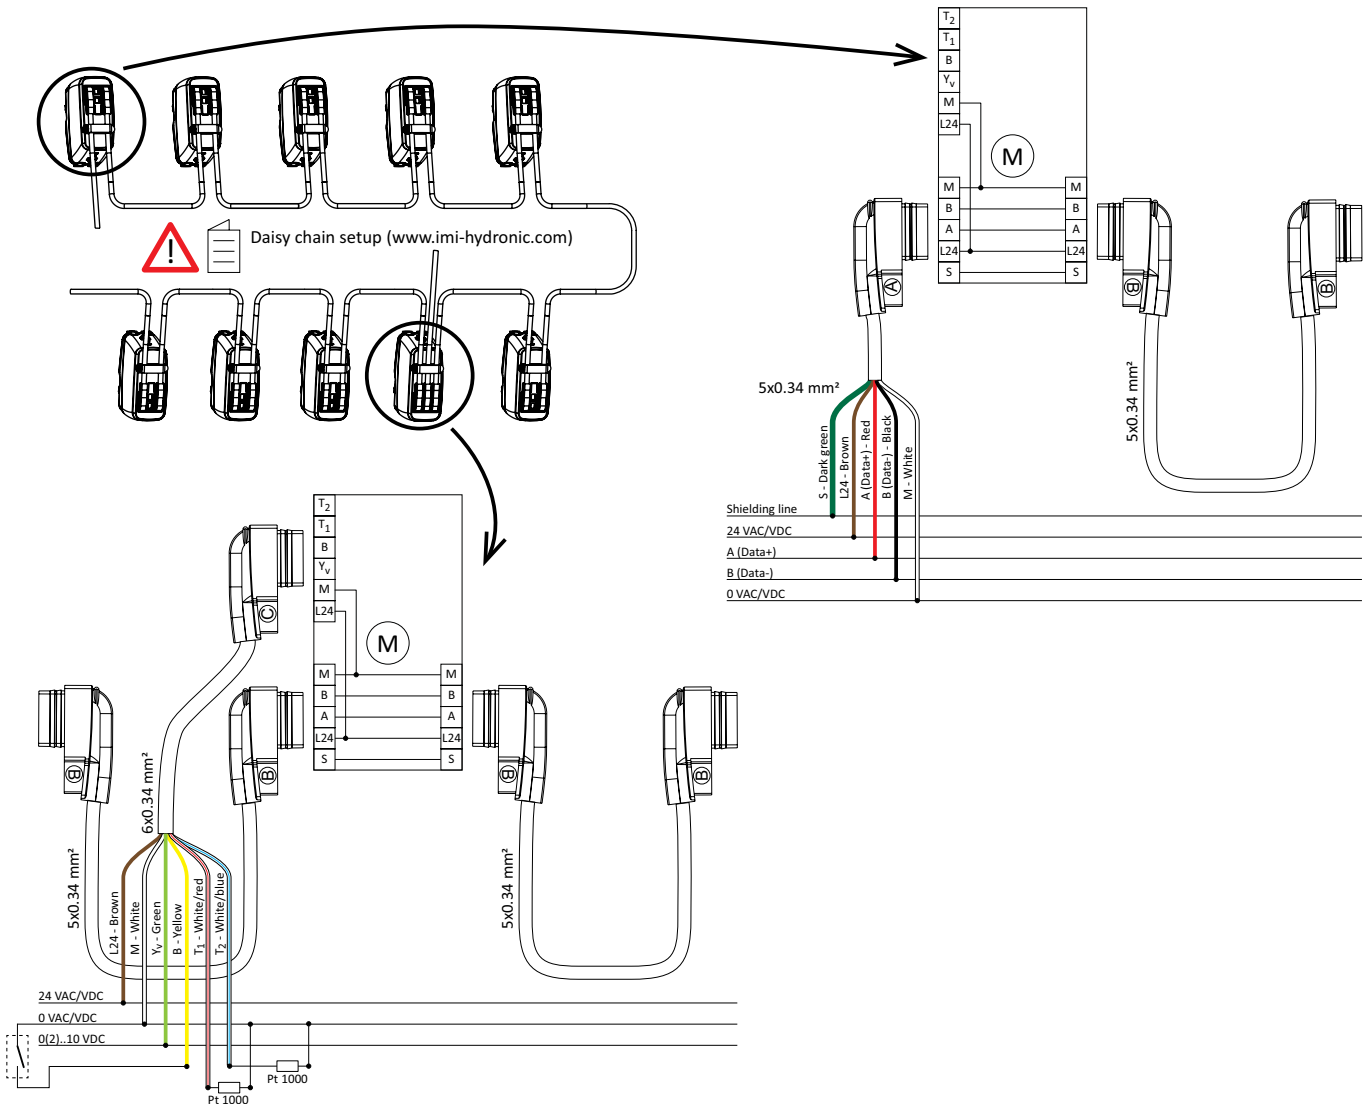 T2
T1
B
Yv
M
L24
M
M
B
A
L24
S
M
B
A
L24
S
Daisy chain setup (www.imi-hydronic.com)
!
A
B
B
5x0.34 mm²
5x0.34 mm²
S - Dark green
L24 - Brown
A (Data+) - Red
B (Data-) - Black
M - White
Shielding line
24 VAC/VDC
A (Data+)
B (Data-)
0 VAC/VDC
T2
T1
B
Yv
M
L24
M
M
B
A
L24
S
M
B
A
L24
S
C
B
B
B
B
6x0.34 mm²
5x0.34 mm²
5x0.34 mm²
L24 - Brown
M - White
Yv - Green
B - Yellow
T1 - White/red
T2 - White/blue
24 VAC/VDC
0 VAC/VDC
0(2)..10 VDC
Pt 1000
Pt 1000